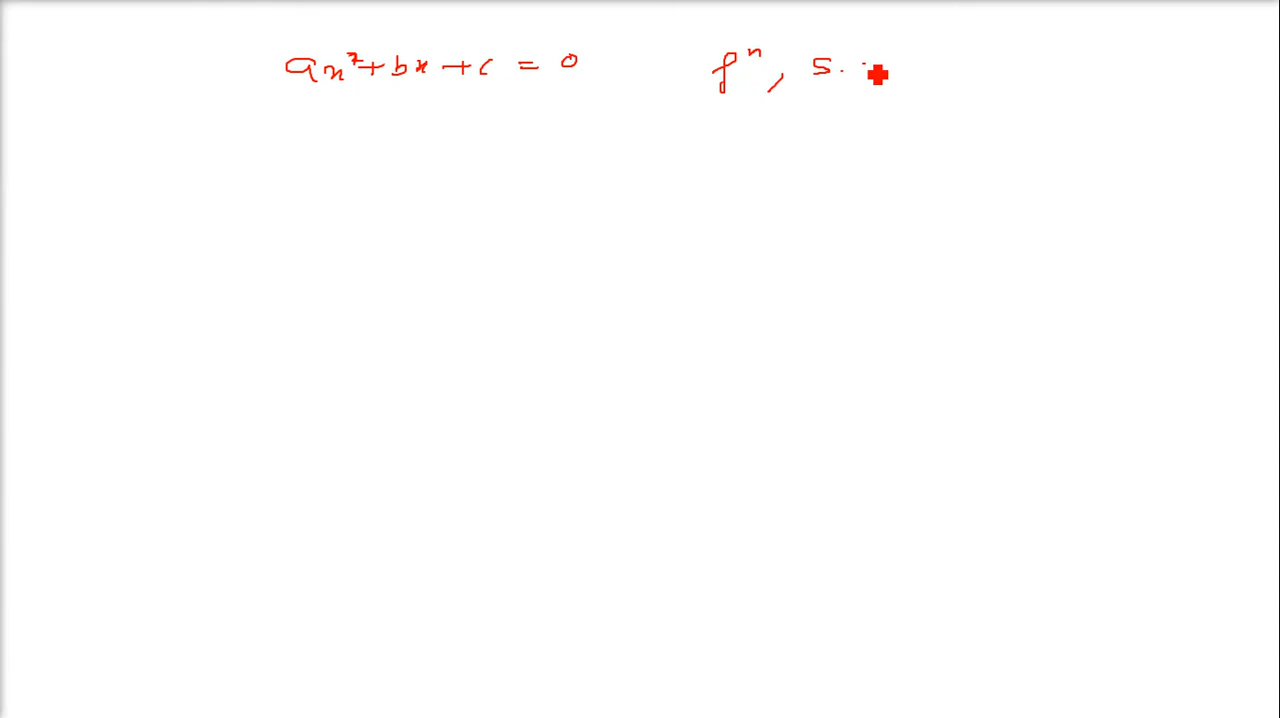 ax²+bx+c = 0 fⁿ, S.